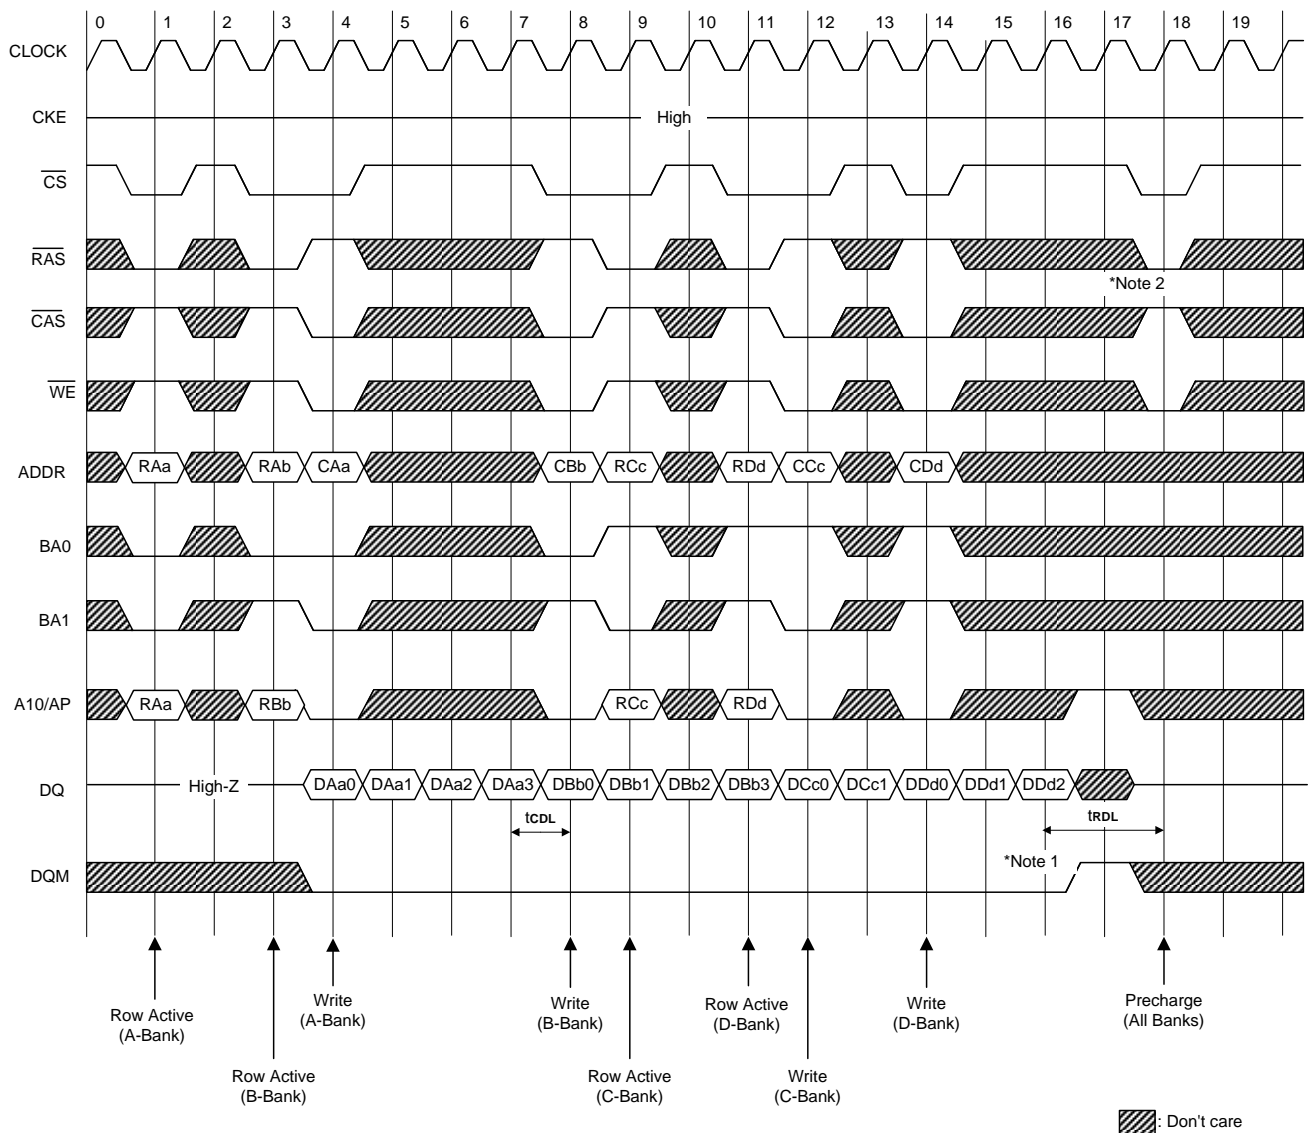 0 1 2 3 4 5 6 7 8 9 10 11 12 13 14 15 16 17 18 19
CLOCK
CKE High
CS
RAS
*Note 2
CAS
WE
ADDR RAa RAb CAa CBb RCc RDd CCc CDd
BA0
BA1
A10/AP RAa RBb RCc RDd
DQ High-Z DAa0 DAa1 DAa2 DAa3 DBb0 DBb1 DBb2 DBb3 DCc0 DCc1 DDd0 DDd1 DDd2
tCDL tRDL
*Note 1
DQM
Row Active
(A-Bank)
Write
(A-Bank)
Write
(B-Bank)
Row Active
(D-Bank)
Write
(D-Bank)
Precharge
(All Banks)
Row Active
(B-Bank)
Row Active
(C-Bank)
Write
(C-Bank)
: Don't care